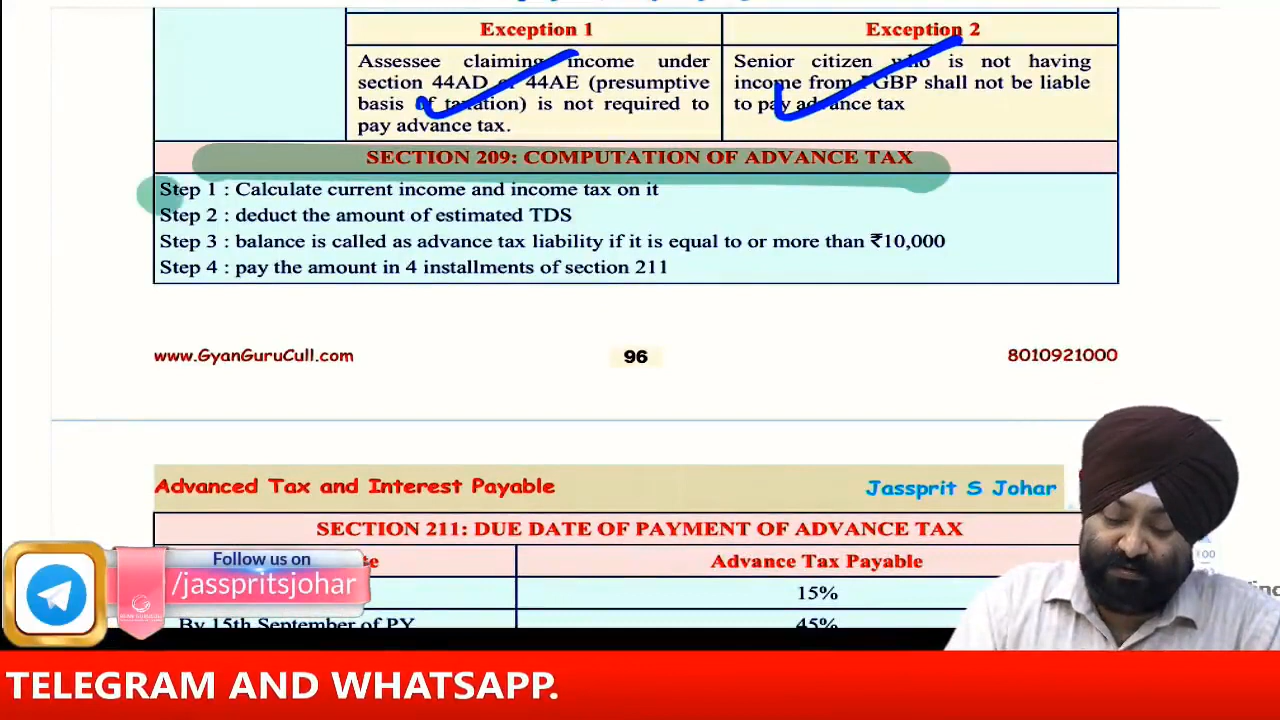 Exception 1
Exception 2
Assessee claiming income under
section 44AD or 44AE (presumptive
basis of taxation) is not required to
pay advance tax.
Senior citizen who is not having
income from PGBP shall not be liable
to pay advance tax
SECTION 209: COMPUTATION OF ADVANCE TAX
Step 1 : Calculate current income and income tax on it
Step 2 : deduct the amount of estimated TDS
Step 3 : balance is called as advance tax liability if it is equal to or more than ₹10,000
Step 4 : pay the amount in 4 installments of section 211
www.GyanGuruCull.com
96
8010921000
Advanced Tax and Interest Payable
Jassprit S Johar
SECTION 211: DUE DATE OF PAYMENT OF ADVANCE TAX
Advance Tax Payable
15%
By 15th September of PY
45%
Follow us on
/jasspritsjohar
TELEGRAM AND WHATSAPP.